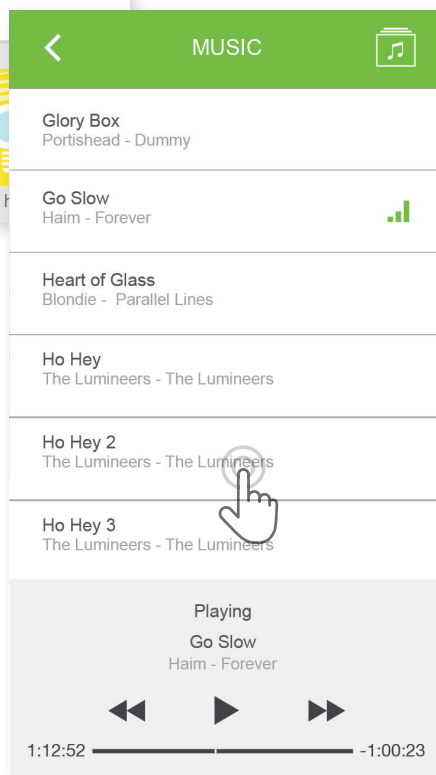 MUSIC
Glory Box
Portishead - Dummy
Go Slow
Haim - Forever
Heart of Glass
Blondie - Parallel Lines
Ho Hey
The Lumineers - The Lumineers
Ho Hey 2
The Lumineers - The Lumineers
Ho Hey 3
The Lumineers - The Lumineers
Playing
Go Slow
Haim - Forever
1:12:52 -1:00:23